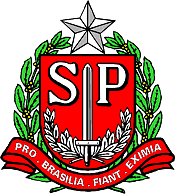 SP
PRO . BRASILIA . FIANT . EXIMIA